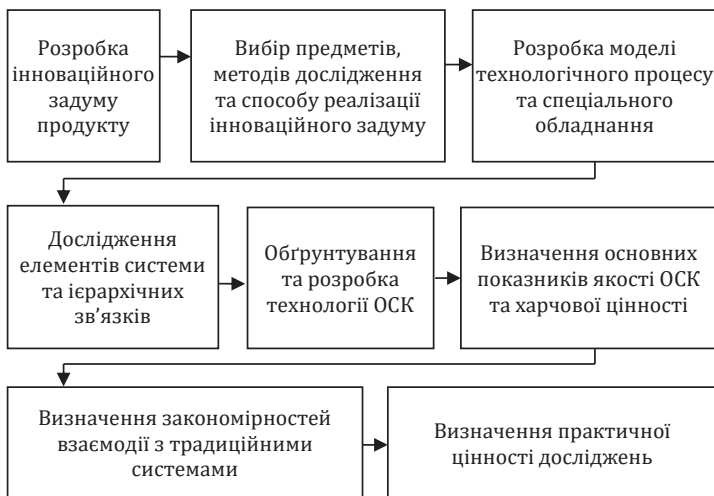 Розробка
інноваційного
задуму
продукту
Вибір предметів,
методів дослідження
та способу реалізації
інноваційного задуму
Розробка моделі
технологічного процесу
та спеціального
обладнання
Дослідження
елементів системи
та ієрархічних
зв’язків
Обґрунтування
та розробка
технології ОСК
Визначення основних
показників якості ОСК
та харчової цінності
Визначення закономірностей
взаємодії з традиційними
системами
Визначення практичної
цінності досліджень